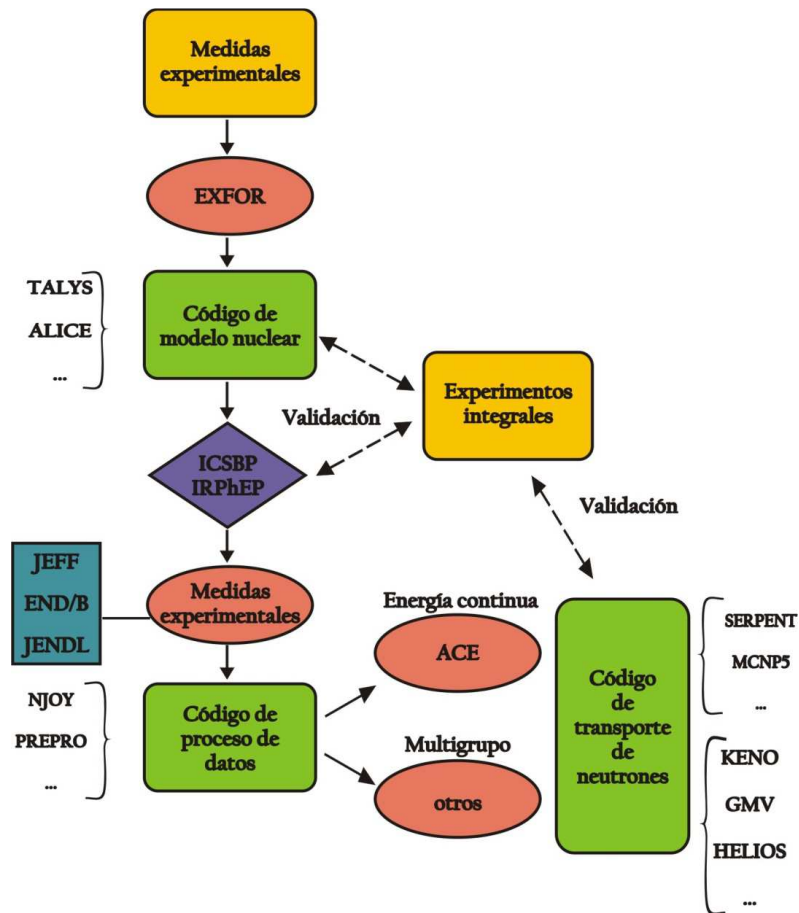 Medidas
experimentales
EXFOR
TALYS
ALICE
...
Código de
modelo nuclear
Experimentos
integrales
Validación
ICSBP
IRPhEP
Validación
JEFF
END/B
JENDL
Medidas
experimentales
Energía continua
ACE
NJOY
PREPRO
...
Código de
proceso de
datos
Multigrupo
otros
Código
de
transporte
de
neutrones
SERPENT
MCNP5
...
KENO
GMV
HELIOS
...